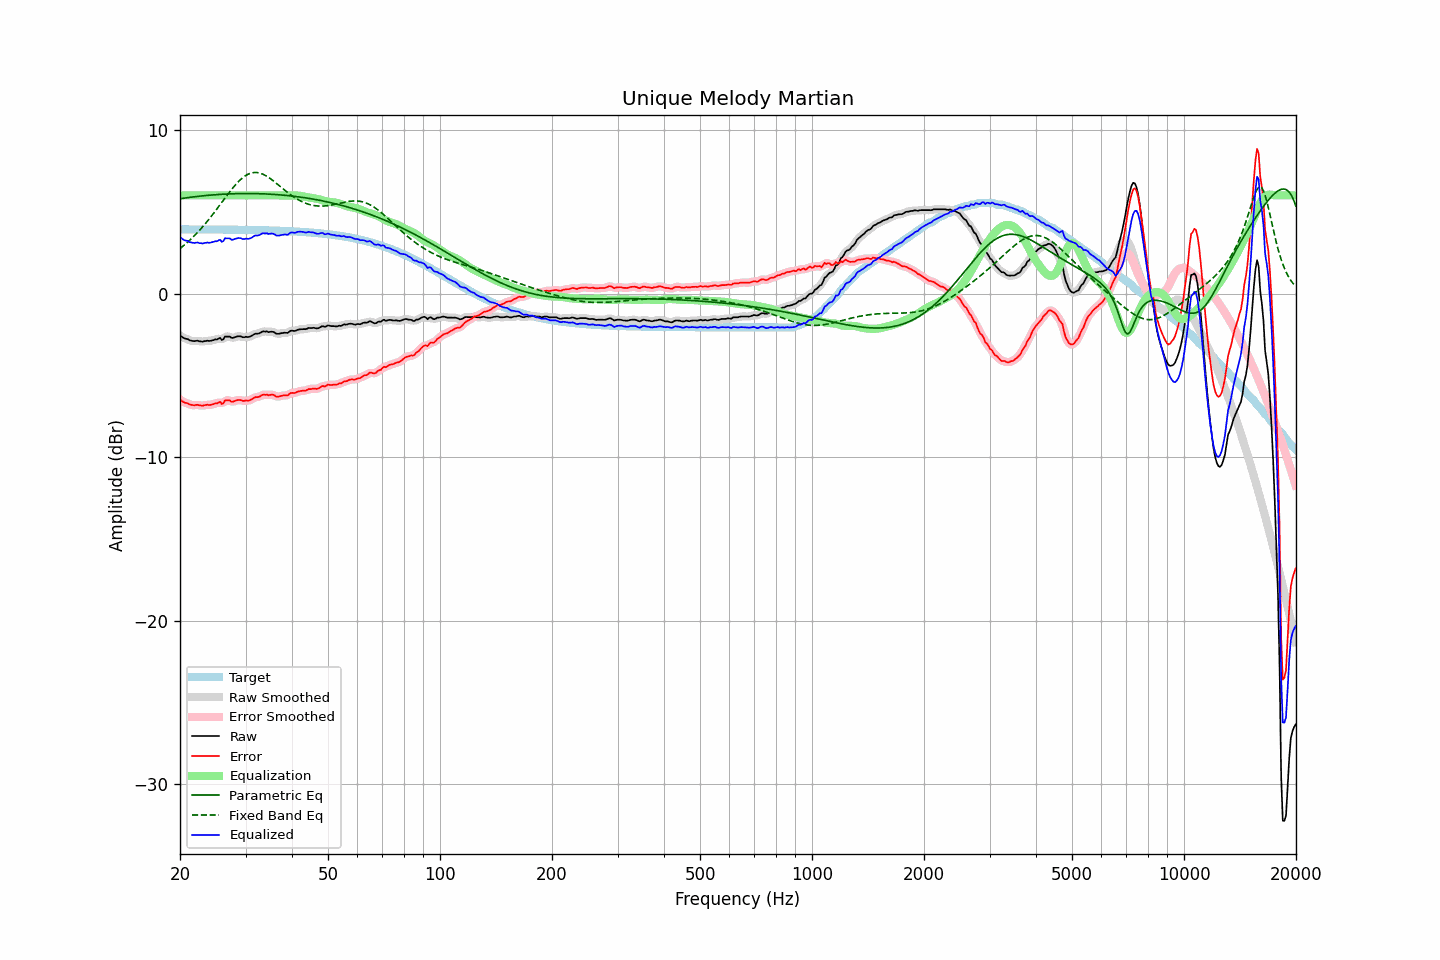 Unique Melody Martian
Amplitude (dBr)
10
0
−10
−20
−30
Target
Raw Smoothed
Error Smoothed
Raw
Error
Equalization
Parametric Eq
Fixed Band Eq
Equalized
20 50 100 200 500 1000 2000 5000 10000 20000
Frequency (Hz)